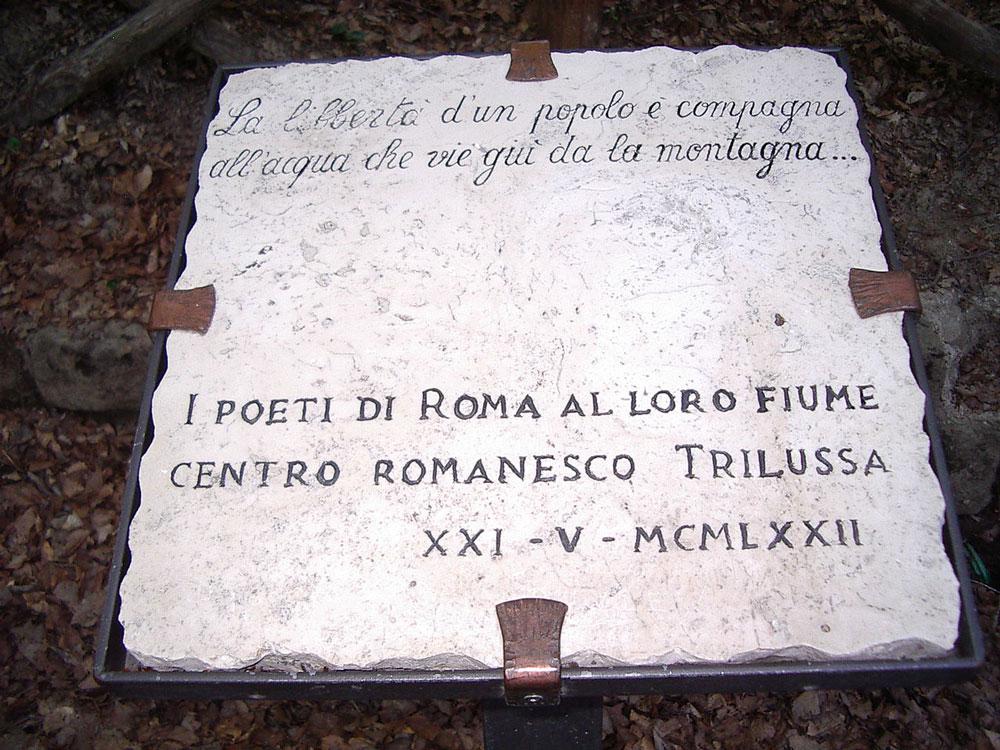 La libbertà d'un popolo è compagna
all'acqua che vie giù da la montagna...
I POETI DI ROMA AL LORO FIUME
CENTRO ROMANESCO TRILUSSA
XXI - V - MCMLXXII